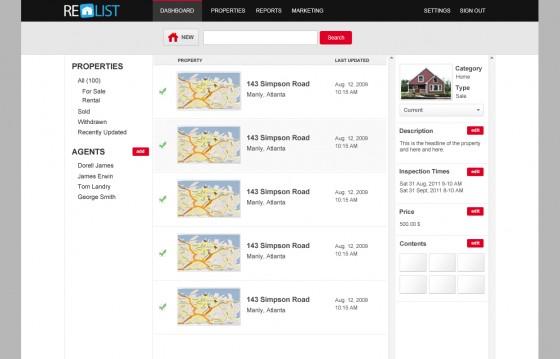 RE LIST
DASHBOARD PROPERTIES REPORTS MARKETING SETTINGS SIGN OUT
NEW Search
PROPERTIES
All (100)
For Sale
Rental
Sold
Withdrawn
Recently Updated
AGENTS add
Dorell James
James Erwin
Tom Landry
George Smith
PROPERTY LAST UPDATED
143 Simpson Road Aug. 12, 2009
Manly, Atlanta 10.15 AM
143 Simpson Road Aug. 12, 2009
Manly, Atlanta 10.15 AM
143 Simpson Road Aug. 12, 2009
Manly, Atlanta 10.15 AM
143 Simpson Road Aug. 12, 2009
Manly, Atlanta 10.15 AM
143 Simpson Road Aug. 12, 2009
Manly, Atlanta 10.15 AM
Category
Home
Type
Sale
Current
Description edit
This is the headline of the property
and here and here.
Inspection Times edit
Sat 31 Aug, 2011 9-10 AM
Sat 31 Sept. 2011 8-10 AM
Price edit
500.00 $
Contents edit